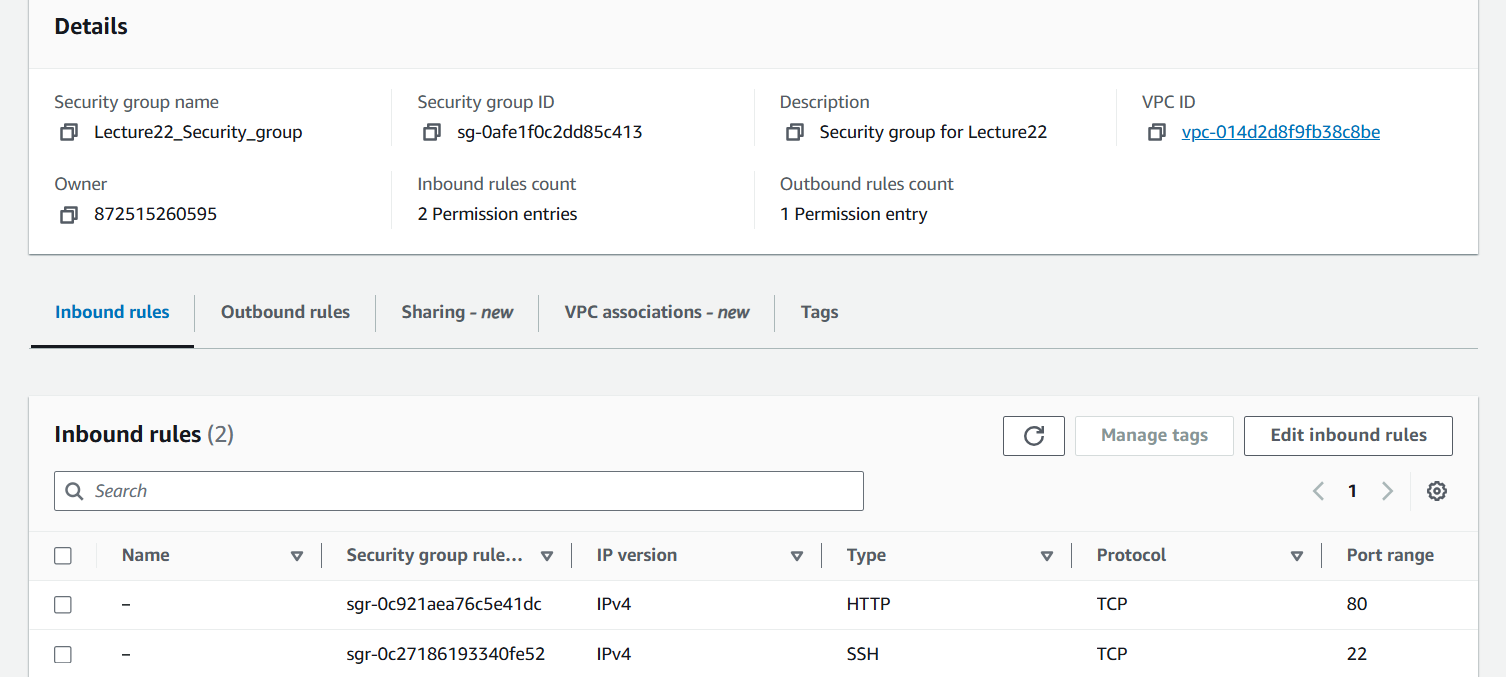 Details
Security group name
Lecture22_Security_group
Security group ID
sg-0afe1f0c2dd85c413
Description
Security group for Lecture22
VPC ID
vpc-014d2d8f9fb38c8be
Owner
872515260595
Inbound rules count
2 Permission entries
Outbound rules count
1 Permission entry
Inbound rules Outbound rules Sharing - new VPC associations - new Tags
Inbound rules (2) Manage tags Edit inbound rules
Search 1
Name Security group rule... IP version Type Protocol Port range
– sgr-0c921aea76c5e41dc IPv4 HTTP TCP 80
– sgr-0c27186193340fe52 IPv4 SSH TCP 22